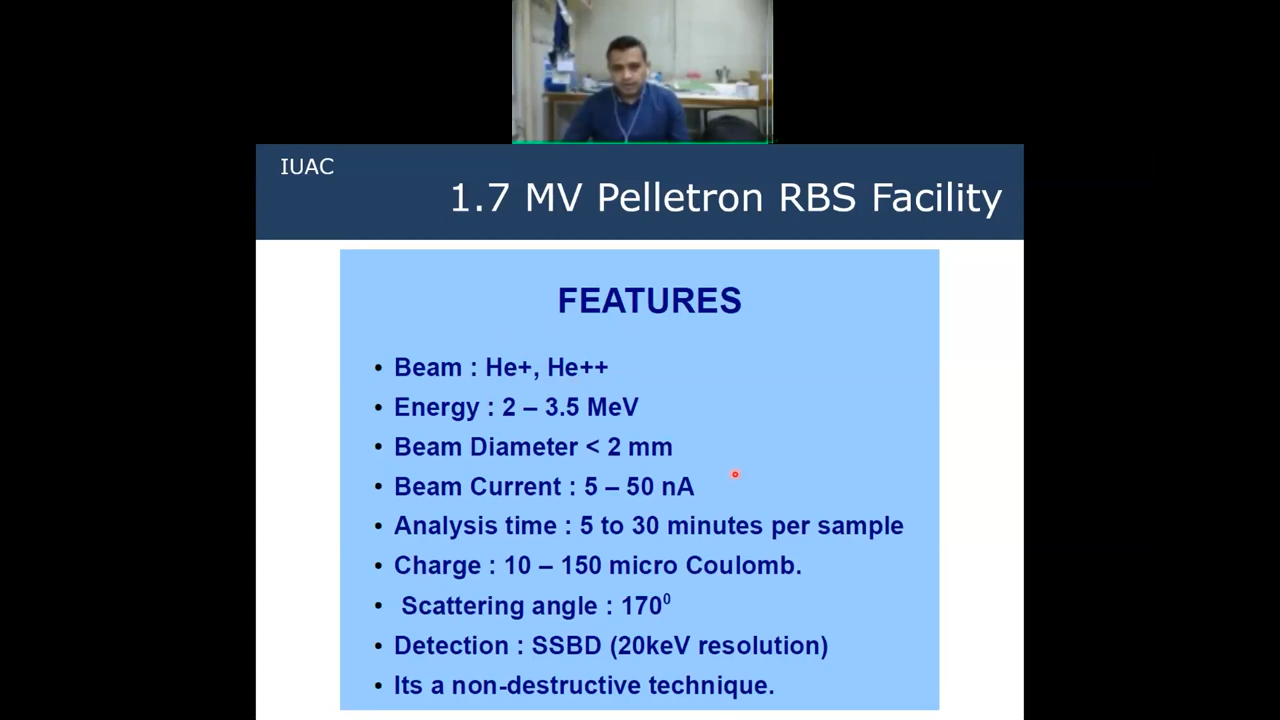 IUAC
1.7 MV Pelletron RBS Facility
FEATURES
• Beam : He+, He++
• Energy : 2 – 3.5 MeV
• Beam Diameter < 2 mm
• Beam Current : 5 – 50 nA
• Analysis time : 5 to 30 minutes per sample
• Charge : 10 – 150 micro Coulomb.
• Scattering angle : 170⁰
• Detection : SSBD (20keV resolution)
• Its a non-destructive technique.